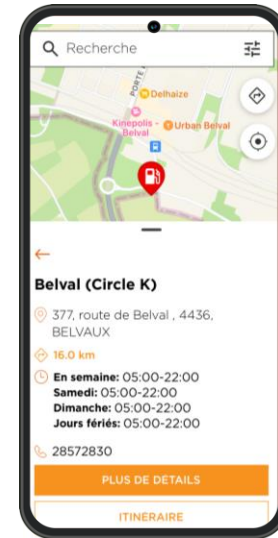 Recherche
PORTE
Delhaize
Kinepolis -
Belval
Urban Belval
Belval (Circle K)
377, route de Belval , 4436,
BELVAUX
16.0 km
En semaine: 05:00-22:00
Samedi: 05:00-22:00
Dimanche: 05:00-22:00
Jours fériés: 05:00-22:00
28572830
PLUS DE DÉTAILS
ITINÉRAIRE